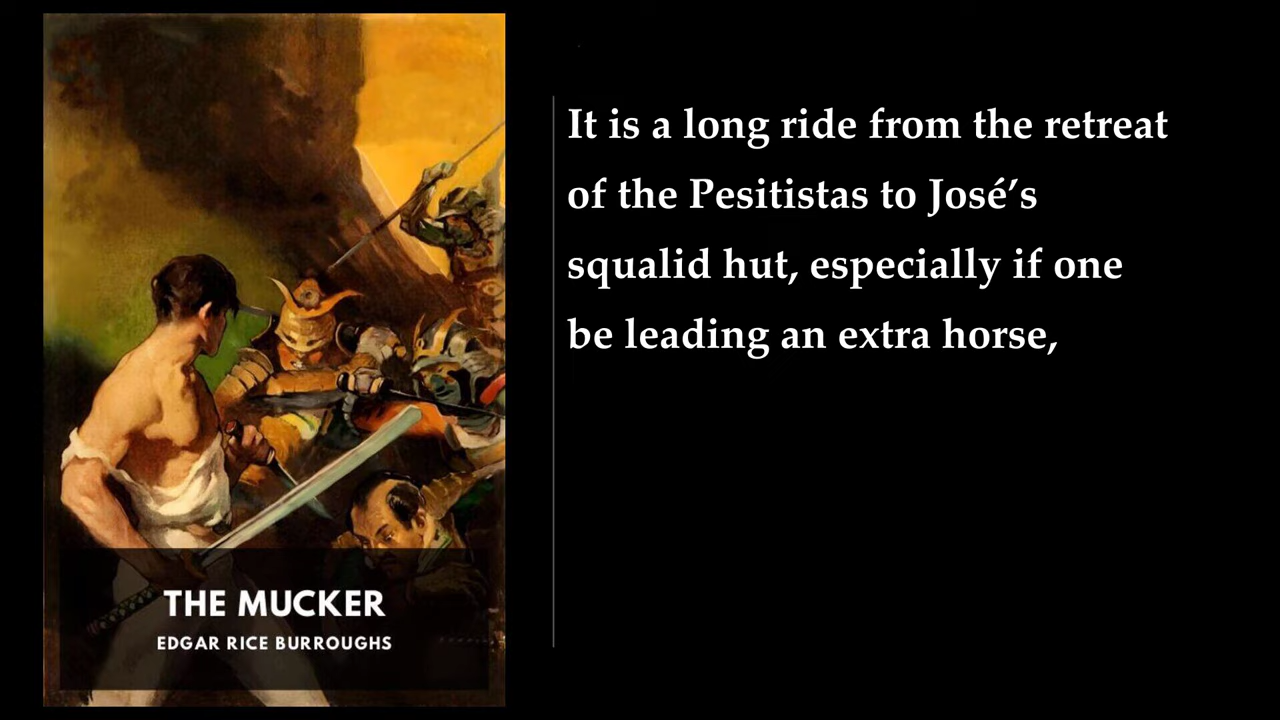 It is a long ride from the retreat
of the Pesitistas to José’s
squalid hut, especially if one
be leading an extra horse,
THE MUCKER
EDGAR RICE BURROUGHS